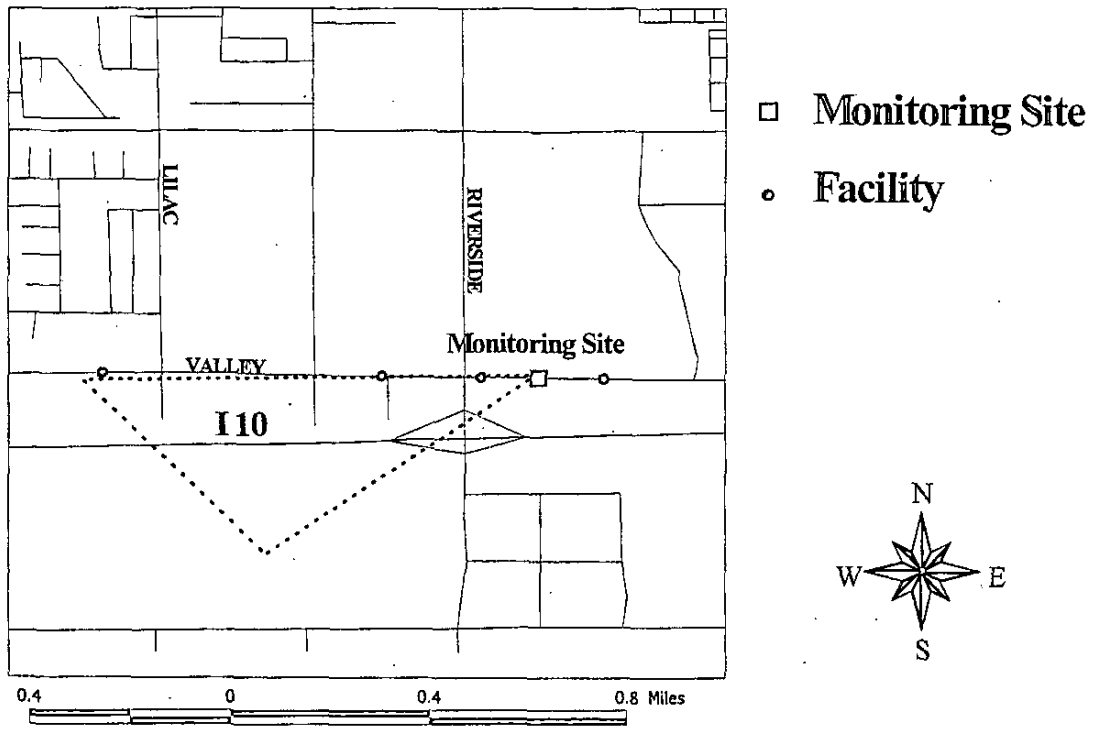 Monitoring Site
Facility
LILAC
RIVERSIDE
Monitoring Site
VALLEY
I 10
N
W
E
S
0.4
0
0.4
0.8 Miles